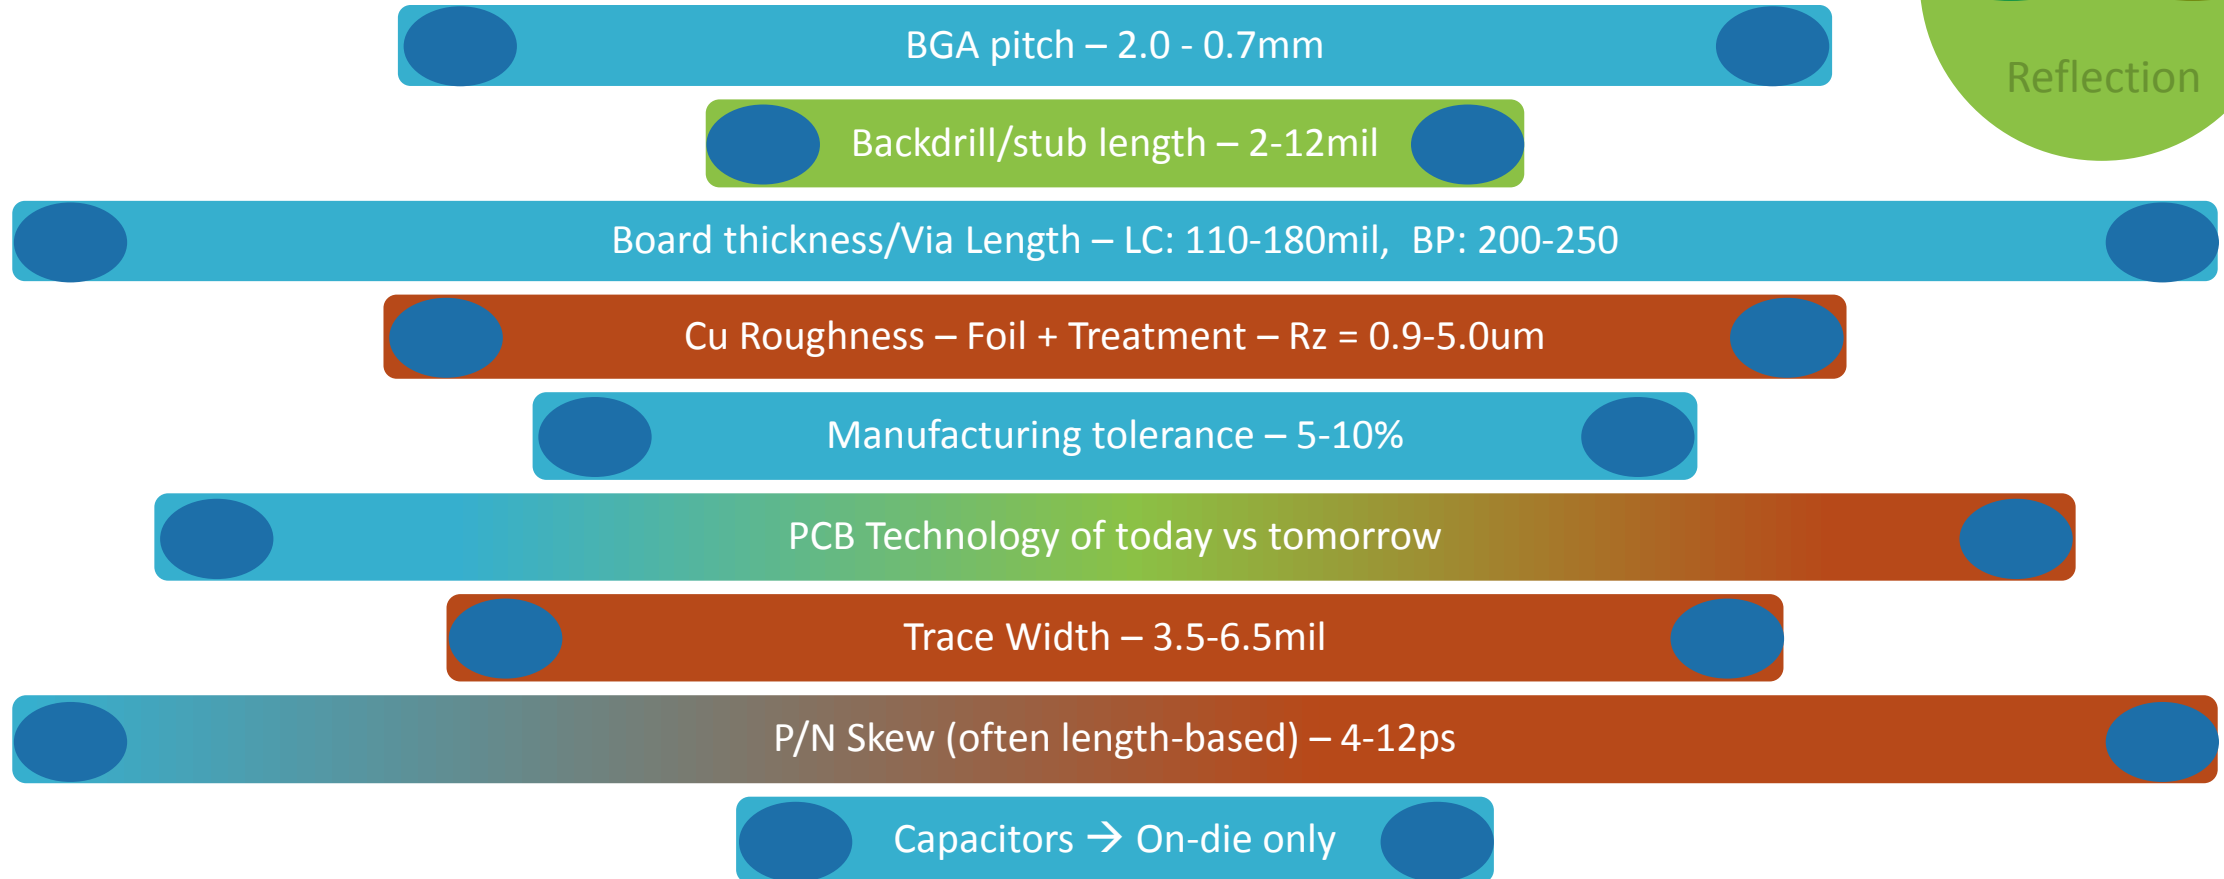 BGA pitch – 2.0 - 0.7mm
Reflection
Backdrill/stub length – 2-12mil
Board thickness/Via Length – LC: 110-180mil, BP: 200-250
Cu Roughness – Foil + Treatment – Rz = 0.9-5.0um
Manufacturing tolerance – 5-10%
PCB Technology of today vs tomorrow
Trace Width – 3.5-6.5mil
P/N Skew (often length-based) – 4-12ps
Capacitors → On-die only